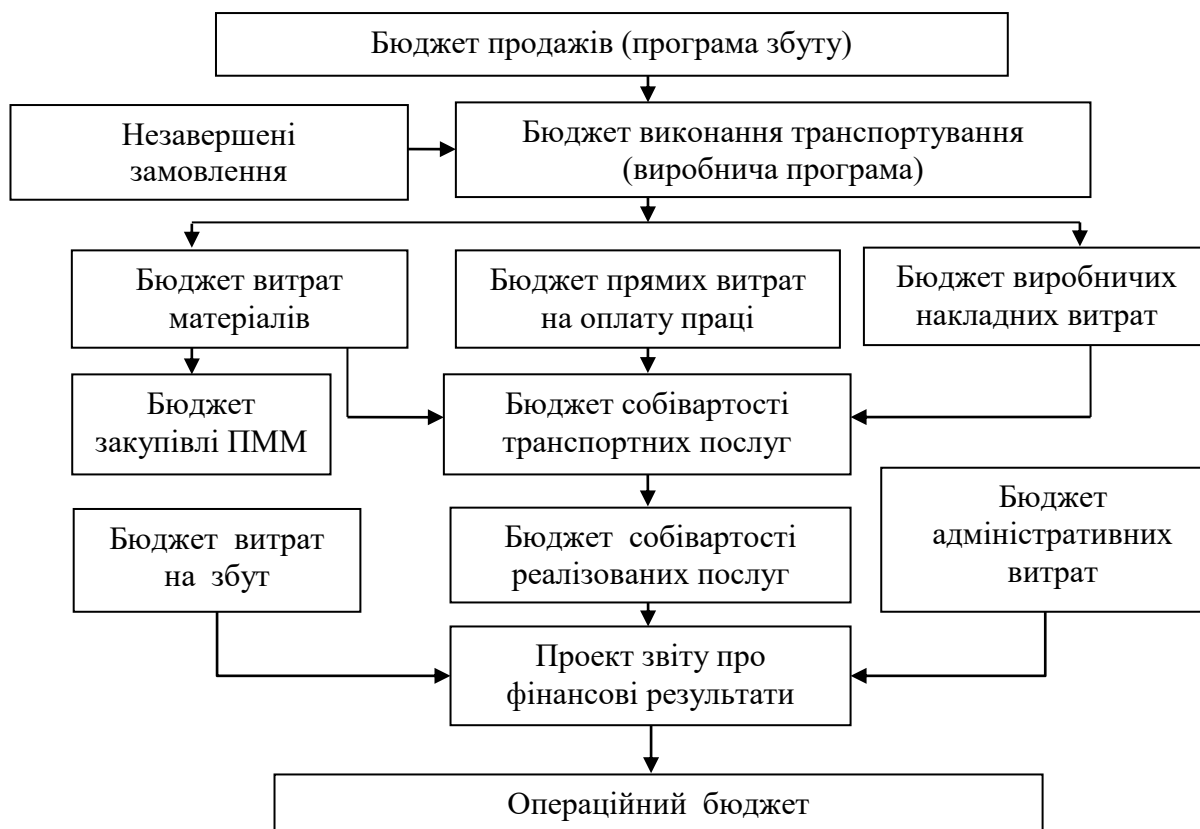 Бюджет продажів (програма збуту)
Незавершені
замовлення
Бюджет виконання транспортування
(виробнича програма)
Бюджет витрат
матеріалів
Бюджет прямих витрат
на оплату праці
Бюджет виробничих
накладних витрат
Бюджет
закупівлі ПММ
Бюджет собівартості
транспортних послуг
Бюджет витрат
на збут
Бюджет собівартості
реалізованих послуг
Бюджет
адміністративних
витрат
Проект звіту про
фінансові результати
Операційний бюджет